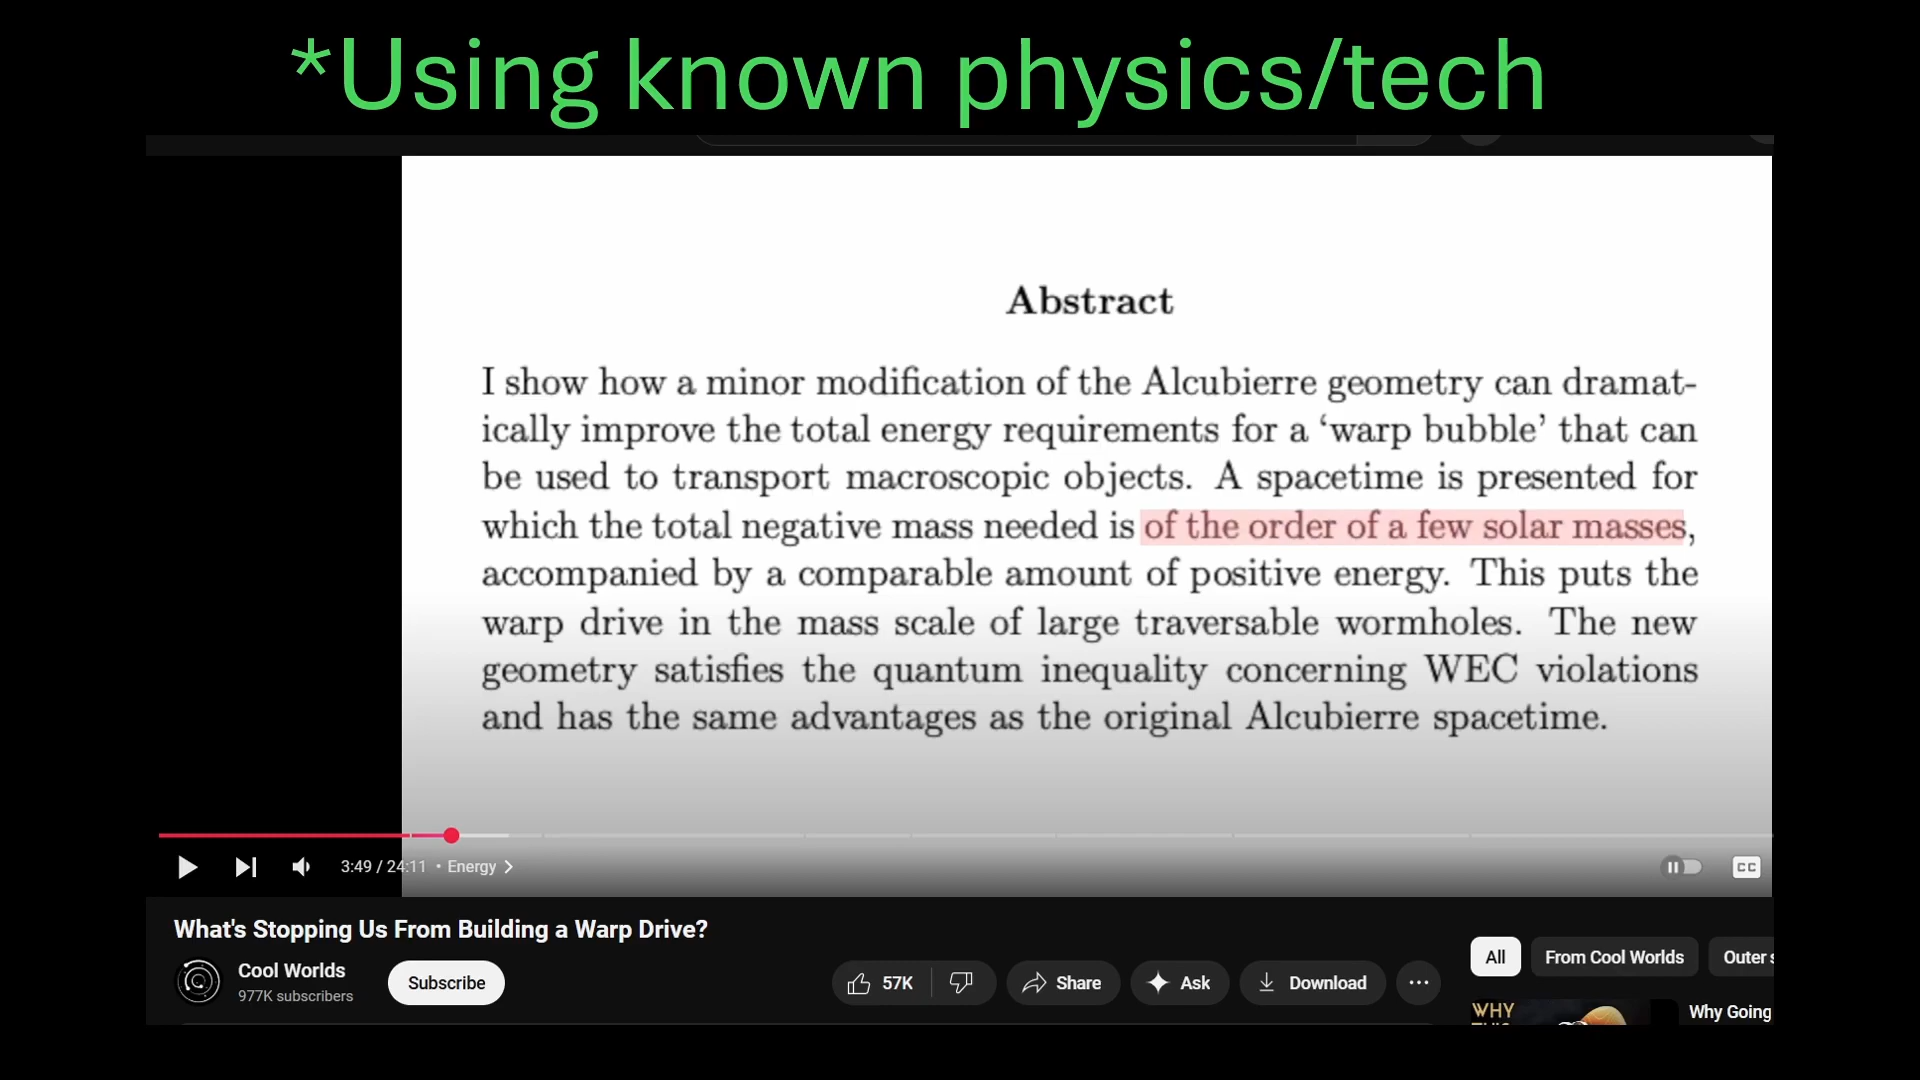 *Using known physics/tech
Abstract
I show how a minor modification of the Alcubierre geometry can dramat-
ically improve the total energy requirements for a ‘warp bubble’ that can
be used to transport macroscopic objects. A spacetime is presented for
which the total negative mass needed is of the order of a few solar masses,
accompanied by a comparable amount of positive energy. This puts the
warp drive in the mass scale of large traversable wormholes. The new
geometry satisfies the quantum inequality concerning WEC violations
and has the same advantages as the original Alcubierre spacetime.
3:49 / 24:11 • Energy
CC
What's Stopping Us From Building a Warp Drive?
Cool Worlds
977K subscribers
Subscribe
57K
Share
Ask
Download
All
From Cool Worlds
Outer
WHY
Why Going